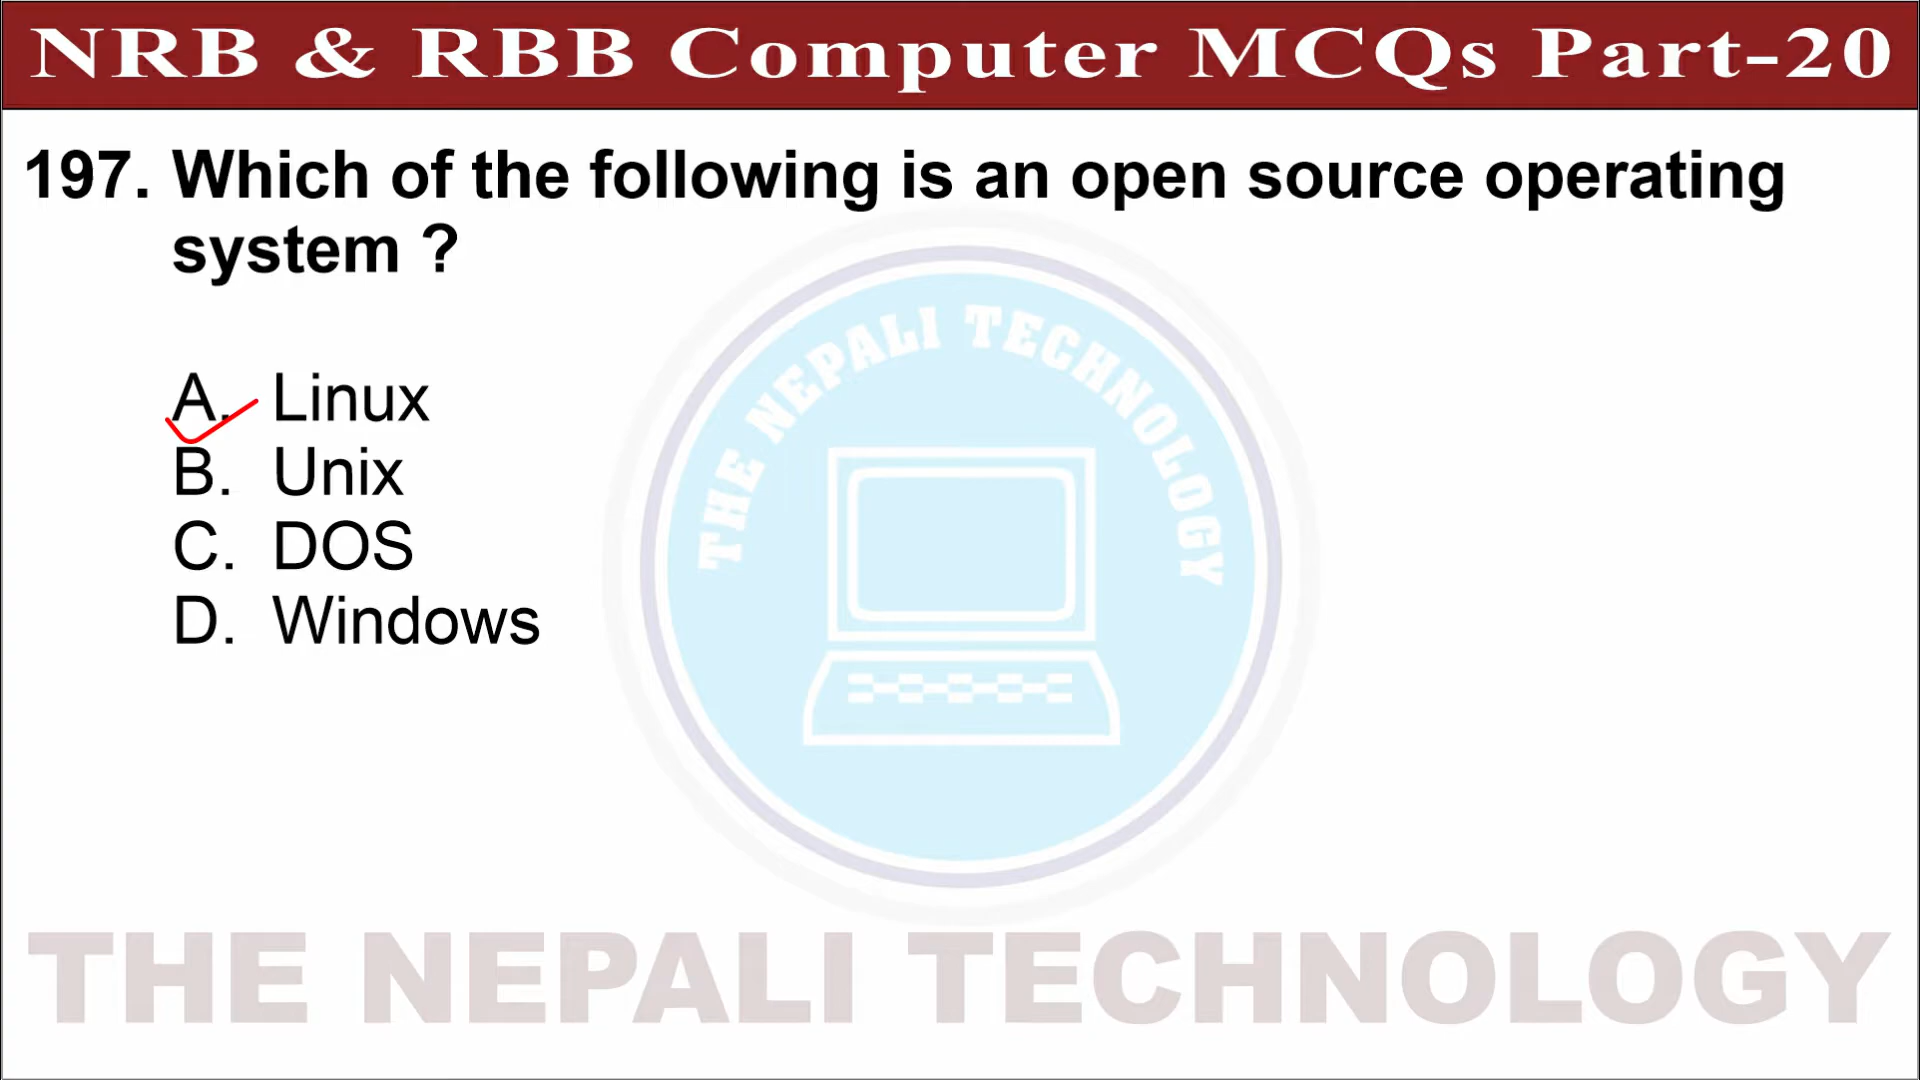 NRB & RBB Computer MCQs Part-20
197. Which of the following is an open source operating
system ?
A. Linux
B. Unix
C. DOS
D. Windows
THE NEPALI TECHNOLOGY
THE NEPALI TECHNOLOGY